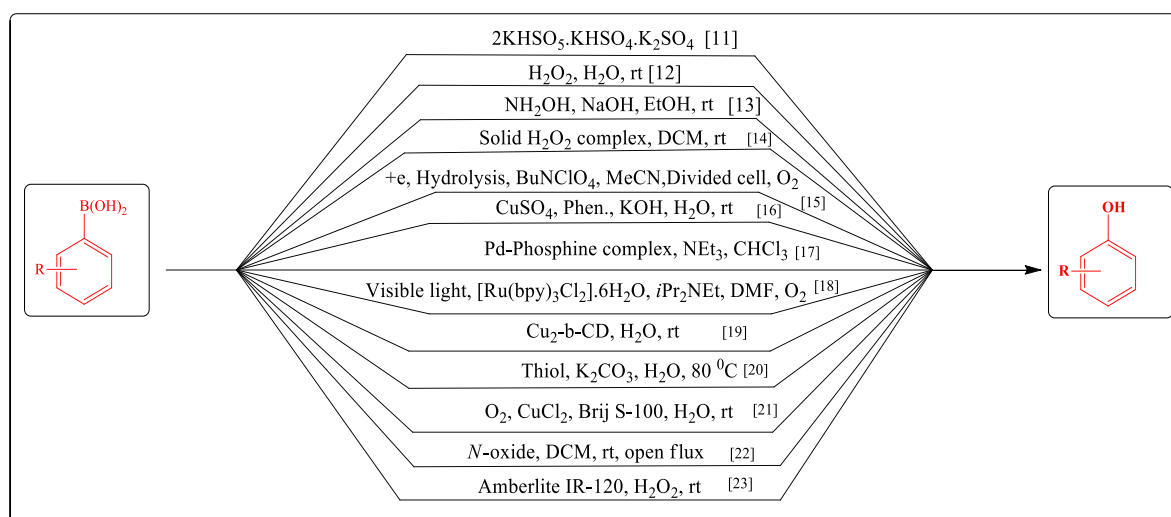 2KHSO₅.KHSO₄.K₂SO₄ [11]
H₂O₂, H₂O, rt [12]
NH₂OH, NaOH, EtOH, rt [13]
Solid H₂O₂ complex, DCM, rt [14]
+e, Hydrolysis, BuNClO₄, MeCN,Divided cell, O₂ [15]
CuSO₄, Phen., KOH, H₂O, rt [16]
Pd-Phosphine complex, NEt₃, CHCl₃ [17]
Visible light, [Ru(bpy)₃Cl₂].6H₂O, iPr₂NEt, DMF, O₂ [18]
Cu₂-b-CD, H₂O, rt [19]
Thiol, K₂CO₃, H₂O, 80 ⁰C [20]
O₂, CuCl₂, Brij S-100, H₂O, rt [21]
N-oxide, DCM, rt, open flux [22]
Amberlite IR-120, H₂O₂, rt [23]
B(OH)₂
R
OH
R